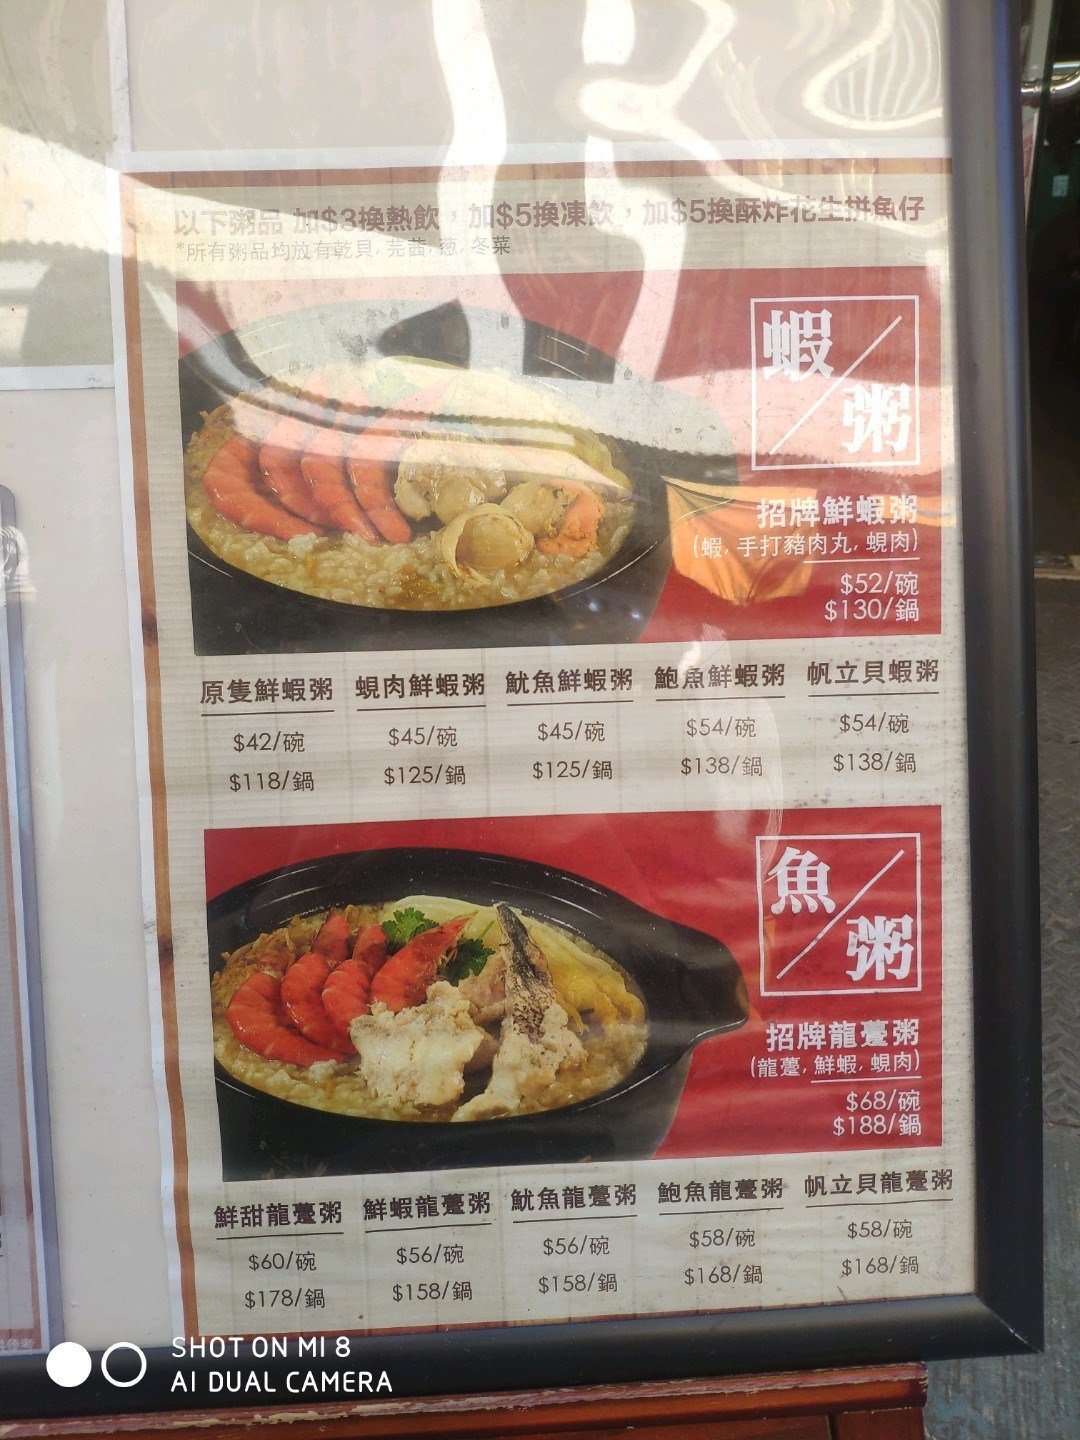 以下粥品 加$3換熱飲，加$5換凍飲，加$5換酥炸花生拼魚仔
*所有粥品均放有乾貝, 芫茜, 葱, 冬菜
蝦/粥
招牌鮮蝦粥
(蝦, 手打豬肉丸, 蜆肉)
$52/碗
$130/鍋
原隻鮮蝦粥 蜆肉鮮蝦粥 魷魚鮮蝦粥 鮑魚鮮蝦粥 帆立貝蝦粥
$42/碗 $45/碗 $45/碗 $54/碗 $54/碗
$118/鍋 $125/鍋 $125/鍋 $138/鍋 $138/鍋
魚/粥
招牌龍躉粥
(龍躉, 鮮蝦, 蜆肉)
$68/碗
$188/鍋
鮮甜龍躉粥 鮮蝦龍躉粥 魷魚龍躉粥 鮑魚龍躉粥 帆立貝龍躉粥
$60/碗 $56/碗 $56/碗 $58/碗 $58/碗
$178/鍋 $158/鍋 $158/鍋 $168/鍋 $168/鍋
SHOT ON MI 8
AI DUAL CAMERA